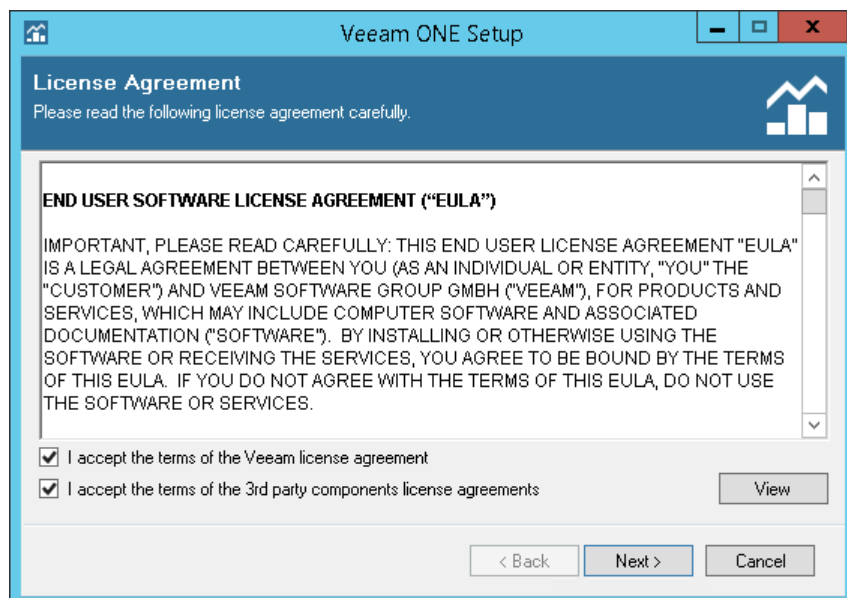 Veeam ONE Setup
License Agreement
Please read the following license agreement carefully.
END USER SOFTWARE LICENSE AGREEMENT (“EULA”)
IMPORTANT, PLEASE READ CAREFULLY: THIS END USER LICENSE AGREEMENT "EULA"
IS A LEGAL AGREEMENT BETWEEN YOU (AS AN INDIVIDUAL OR ENTITY, "YOU" THE
"CUSTOMER") AND VEEAM SOFTWARE GROUP GMBH ("VEEAM"), FOR PRODUCTS AND
SERVICES, WHICH MAY INCLUDE COMPUTER SOFTWARE AND ASSOCIATED
DOCUMENTATION ("SOFTWARE"). BY INSTALLING OR OTHERWISE USING THE
SOFTWARE OR RECEIVING THE SERVICES, YOU AGREE TO BE BOUND BY THE TERMS
OF THIS EULA. IF YOU DO NOT AGREE WITH THE TERMS OF THIS EULA, DO NOT USE
THE SOFTWARE OR SERVICES.
I accept the terms of the Veeam license agreement
I accept the terms of the 3rd party components license agreements
View
< Back
Next >
Cancel